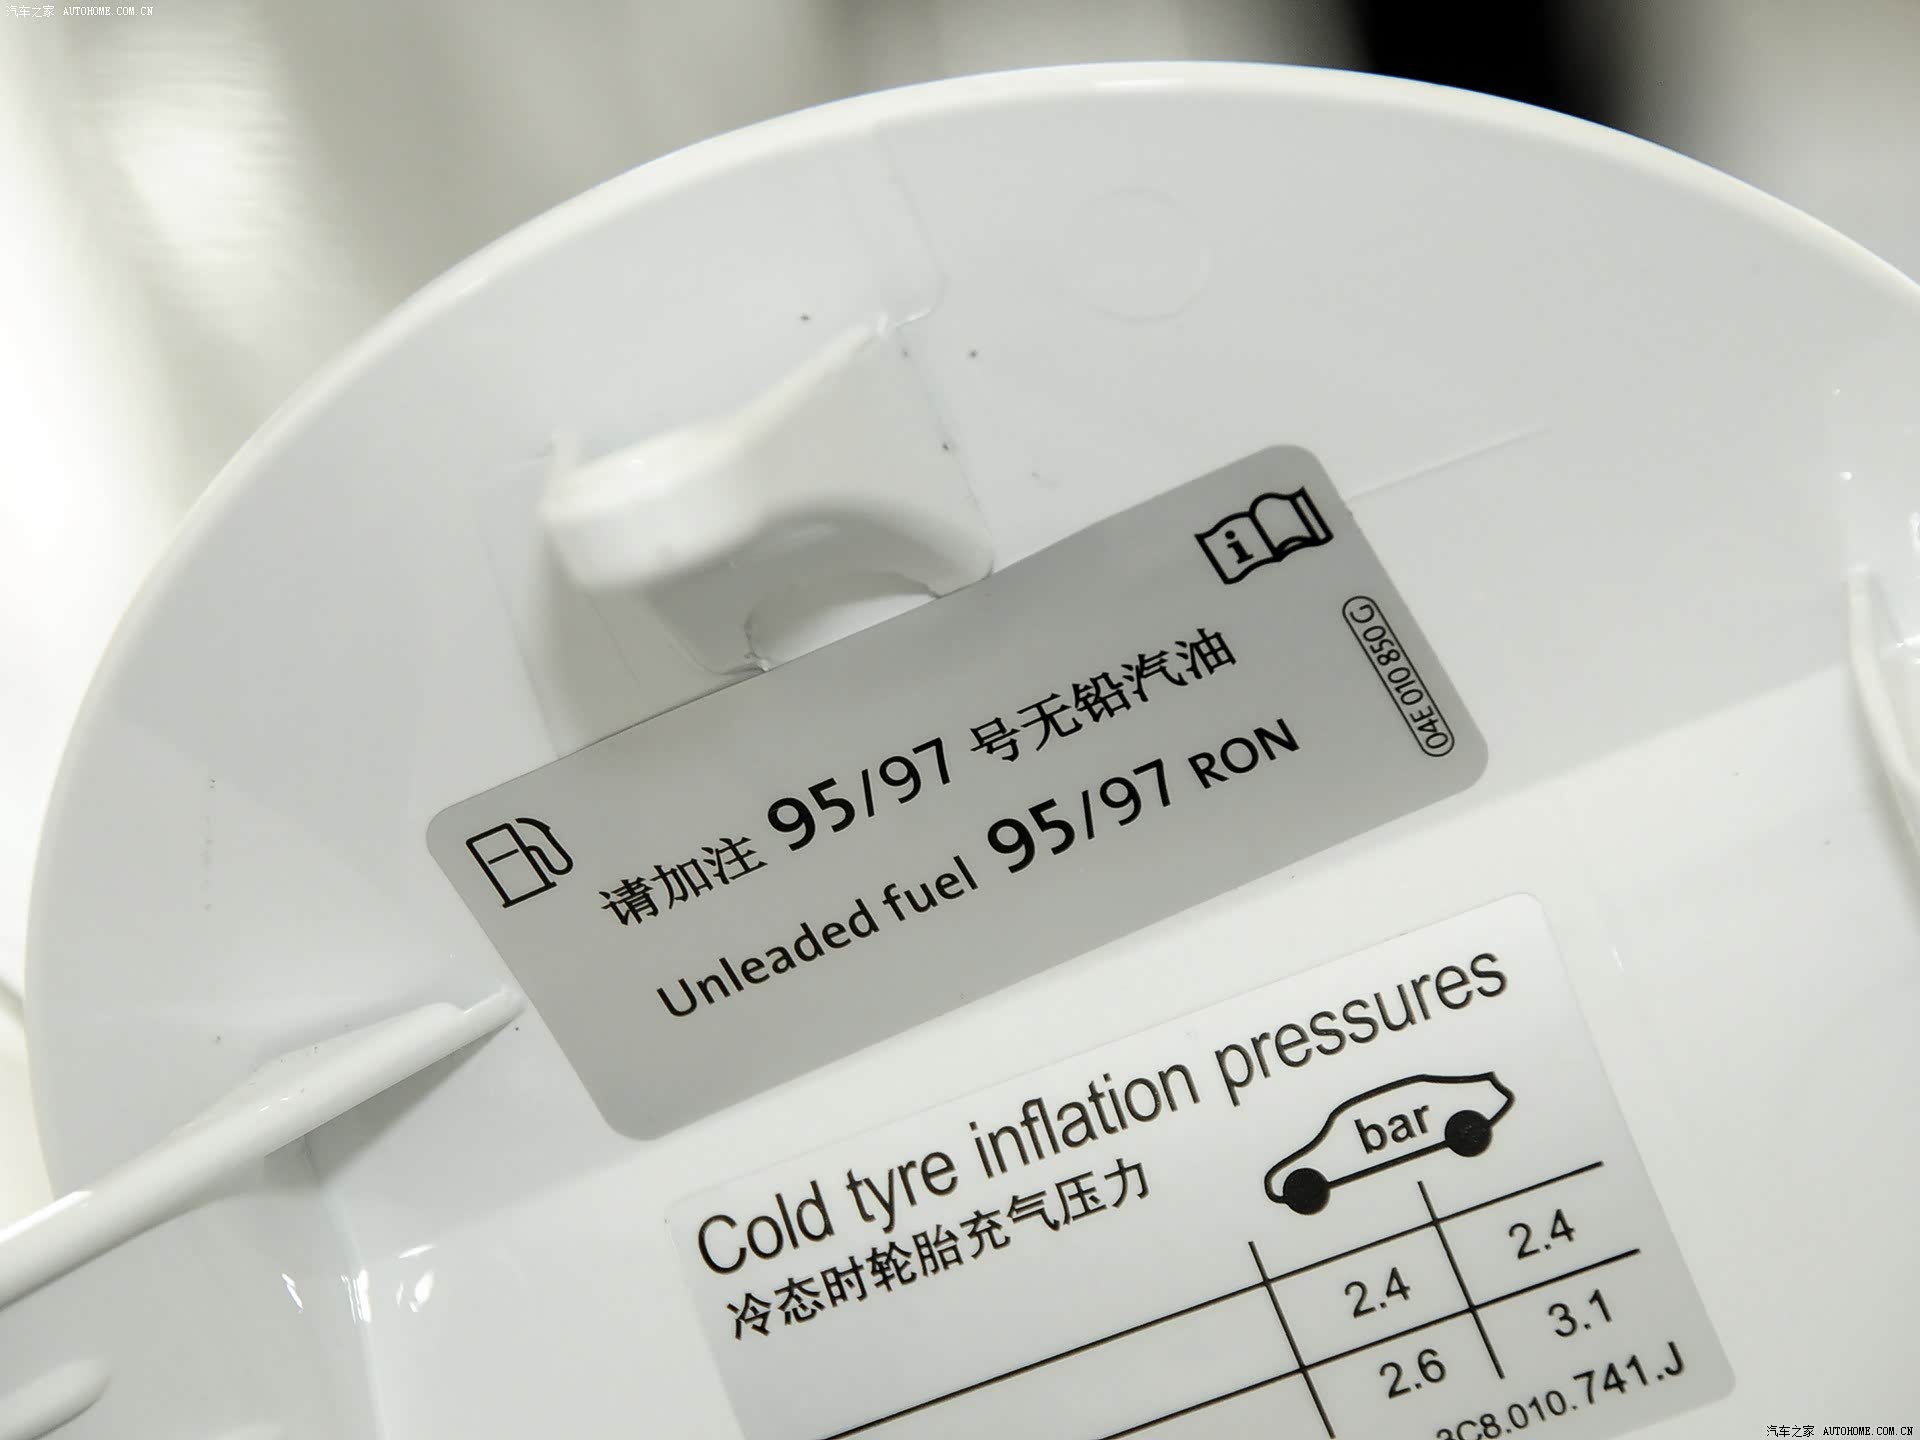 汽车之家 AUTOHOME.COM.CN
请加注 95/97 号无铅汽油
Unleaded fuel 95/97 RON
04E 010 850 G
Cold tyre inflation pressures
冷态时轮胎充气压力
bar
2.4 2.4
2.6 3.1
3C8.010.741.J
汽车之家 AUTOHOME.COM.CN